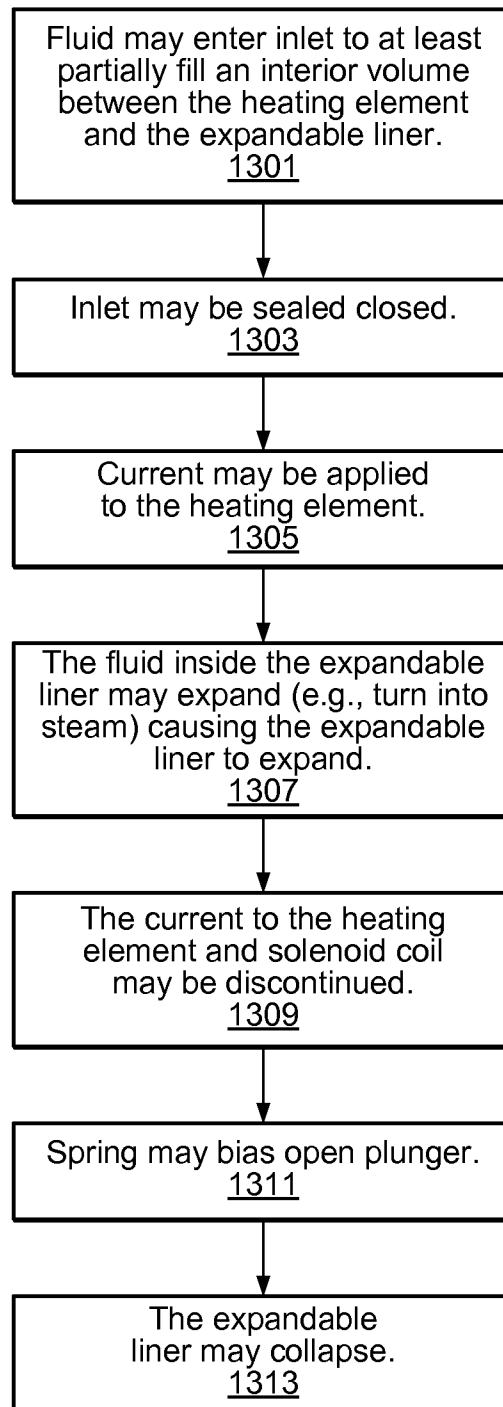 Fluid may enter inlet to at least
partially fill an interior volume
between the heating element
and the expandable liner.
1301
Inlet may be sealed closed.
1303
Current may be applied
to the heating element.
1305
The fluid inside the expandable
liner may expand (e.g., turn into
steam) causing the expandable
liner to expand.
1307
The current to the heating
element and solenoid coil
may be discontinued.
1309
Spring may bias open plunger.
1311
The expandable
liner may collapse.
1313